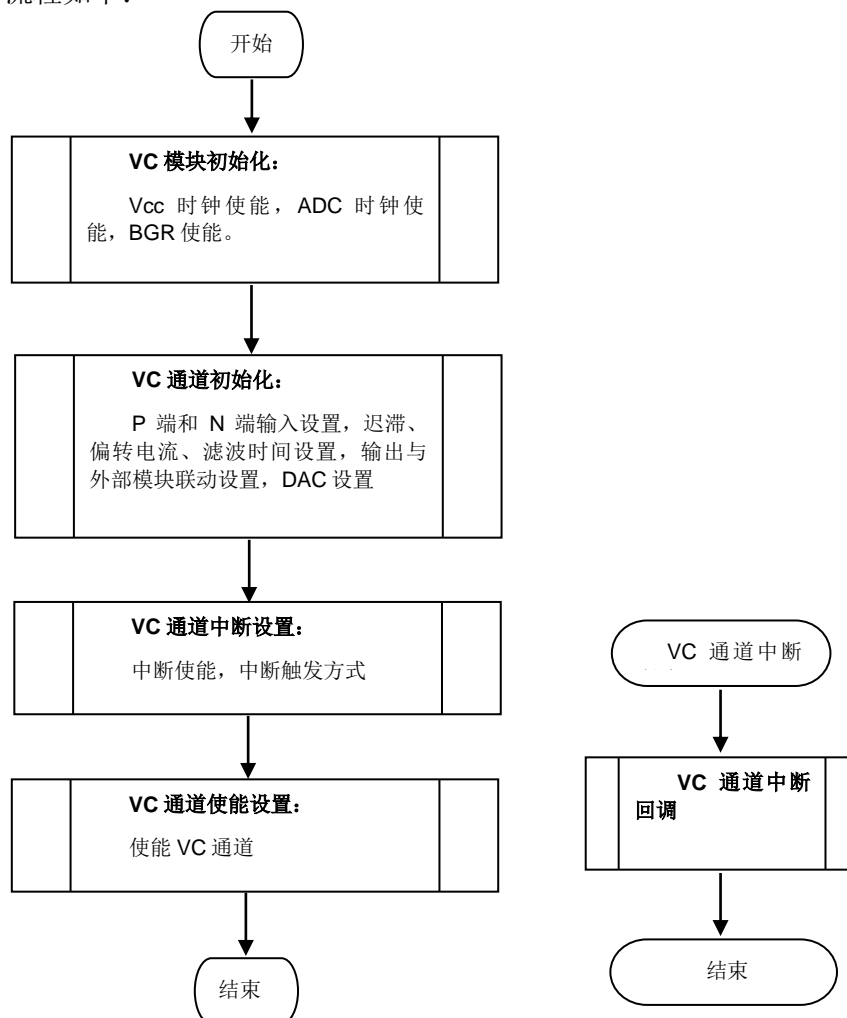 开始
VC 模块初始化：
Vcc 时钟使能，ADC 时钟使
能，BGR 使能。
VC 通道初始化：
P 端和 N 端输入设置，迟滞、
偏转电流、滤波时间设置，输出与
外部模块联动设置，DAC 设置
VC 通道中断设置：
中断使能，中断触发方式
VC 通道使能设置：
使能 VC 通道
结束
VC 通道中断
VC 通道中断
回调
结束